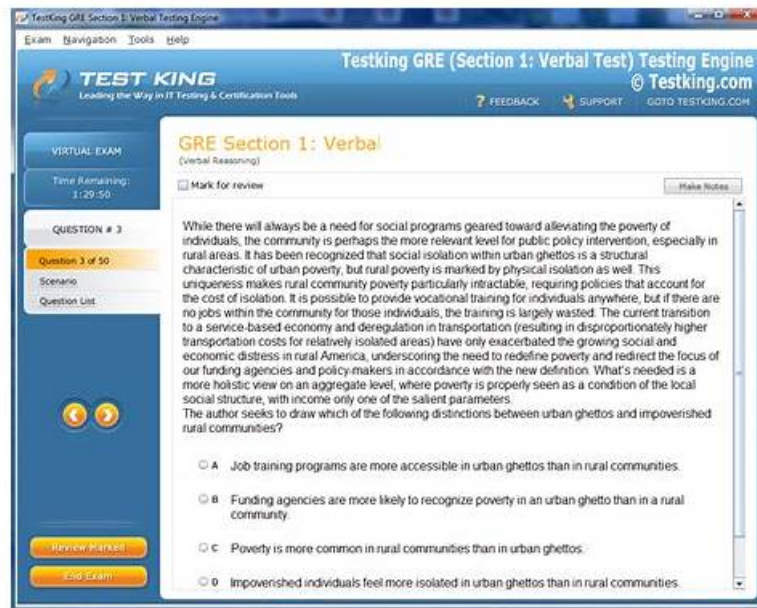 TestKing GRE Section 1: Verbal Testing Engine
Exam Navigation Tools Help
Testking GRE (Section 1: Verbal Test) Testing Engine
© Testking.com
TEST KING
Leading the Way in IT Testing & Certification Tools
? FEEDBACK
SUPPORT
GOTO TESTKING.COM
VIRTUAL EXAM
Time Remaining:
1:29:50
QUESTION # 3
Question 3 of 50
Scenario
Question List
Review Marked
End Exam
GRE Section 1: Verbal
(Verbal Reasoning)
Mark for review
Make Notes
While there will always be a need for social programs geared toward alleviating the poverty of
individuals, the community is perhaps the more relevant level for public policy intervention, especially in
rural areas. It has been recognized that social isolation within urban ghettos is a structural
characteristic of urban poverty, but rural poverty is marked by physical isolation as well. This
uniqueness makes rural community poverty particularly intractable, requiring policies that account for
the cost of isolation. It is possible to provide vocational training for individuals anywhere, but if there are
no jobs within the community for those individuals, the training is largely wasted. The current transition
to a service-based economy and deregulation in transportation (resulting in disproportionately higher
transportation costs for relatively isolated areas) have only exacerbated the growing social and
economic distress in rural America, underscoring the need to redefine poverty and redirect the focus of
our funding agencies and policy-makers in accordance with the new definition. What's needed is a
more holistic view on an aggregate level, where poverty is properly seen as a condition of the local
social structure, with income only one of the salient parameters.
The author seeks to draw which of the following distinctions between urban ghettos and impoverished
rural communities?
A Job training programs are more accessible in urban ghettos than in rural communities.
B Funding agencies are more likely to recognize poverty in an urban ghetto than in a rural
community.
C Poverty is more common in rural communities than in urban ghettos.
D Impoverished individuals feel more isolated in urban ghettos than in rural communities.